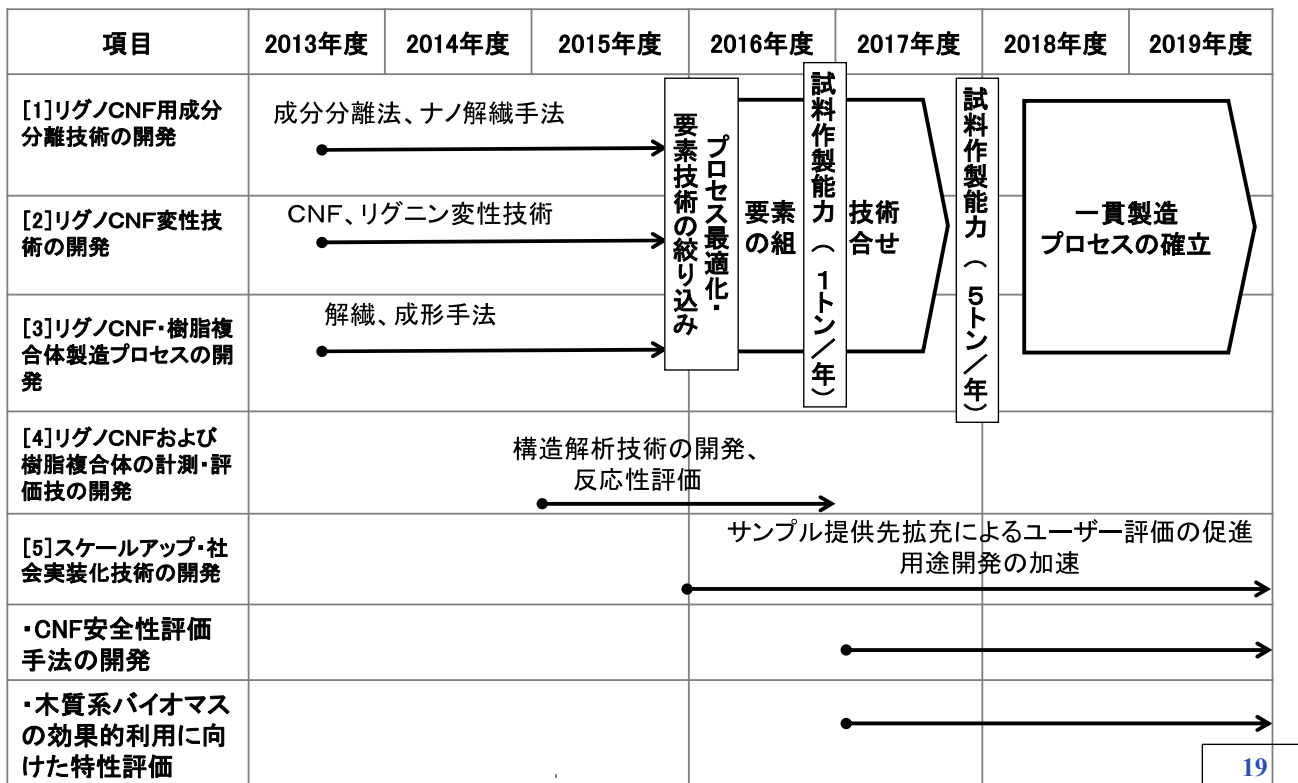 項目
2013年度
2014年度
2015年度
2016年度
2017年度
2018年度
2019年度
[1]リグノCNF用成分
分離技術の開発
成分分離法、ナノ解繊手法
[2]リグノCNF変性技
術の開発
CNF、リグニン変性技術
[3]リグノCNF・樹脂複
合体製造プロセスの開
発
解繊、成形手法
プロセス最適化・
要素技術の絞り込み
要素
の組
試料作製能力(1トン/年)
技術
合せ
試料作製能力(5トン/年)
一貫製造
プロセスの確立
[4]リグノCNFおよび
樹脂複合体の計測・評
価技の開発
構造解析技術の開発、
反応性評価
[5]スケールアップ・社
会実装化技術の開発
サンプル提供先拡充によるユーザー評価の促進
用途開発の加速
・CNF安全性評価
手法の開発
・木質系バイオマス
の効果的利用に向
けた特性評価
19